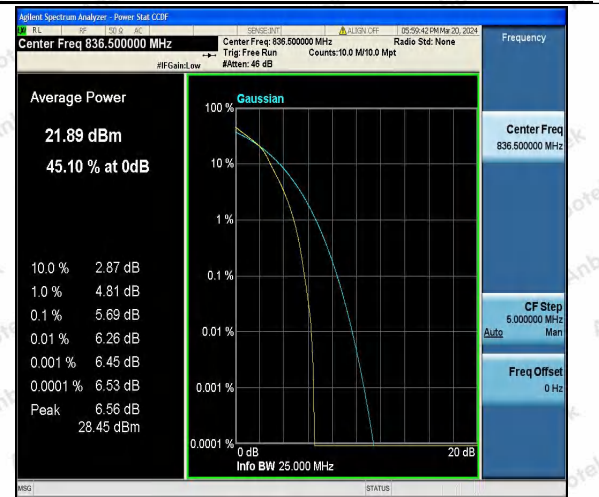 Agilent Spectrum Analyzer - Power Stat CCDF
RL RF 50 Ω AC SENSE:INT ALIGN OFF 05:59:42 PM Mar 20, 2024
Center Freq 836.500000 MHz
Center Freq: 836.500000 MHz Radio Std: None
Trig: Free Run Counts:10.0 M/10.0 Mpt
#IFGain:Low #Atten: 46 dB
Frequency
Average Power
21.89 dBm
45.10 % at 0dB
10.0 % 2.87 dB
1.0 % 4.81 dB
0.1 % 5.69 dB
0.01 % 6.26 dB
0.001 % 6.45 dB
0.0001 % 6.53 dB
Peak 6.56 dB
28.45 dBm
Gaussian
100 %
10 %
1 %
0.1 %
0.01 %
0.001 %
0.0001 %
0 dB 20 dB
Info BW 25.000 MHz
Center Freq
836.500000 MHz
CF Step
5.000000 MHz
Auto Man
Freq Offset
0 Hz
MSG STATUS